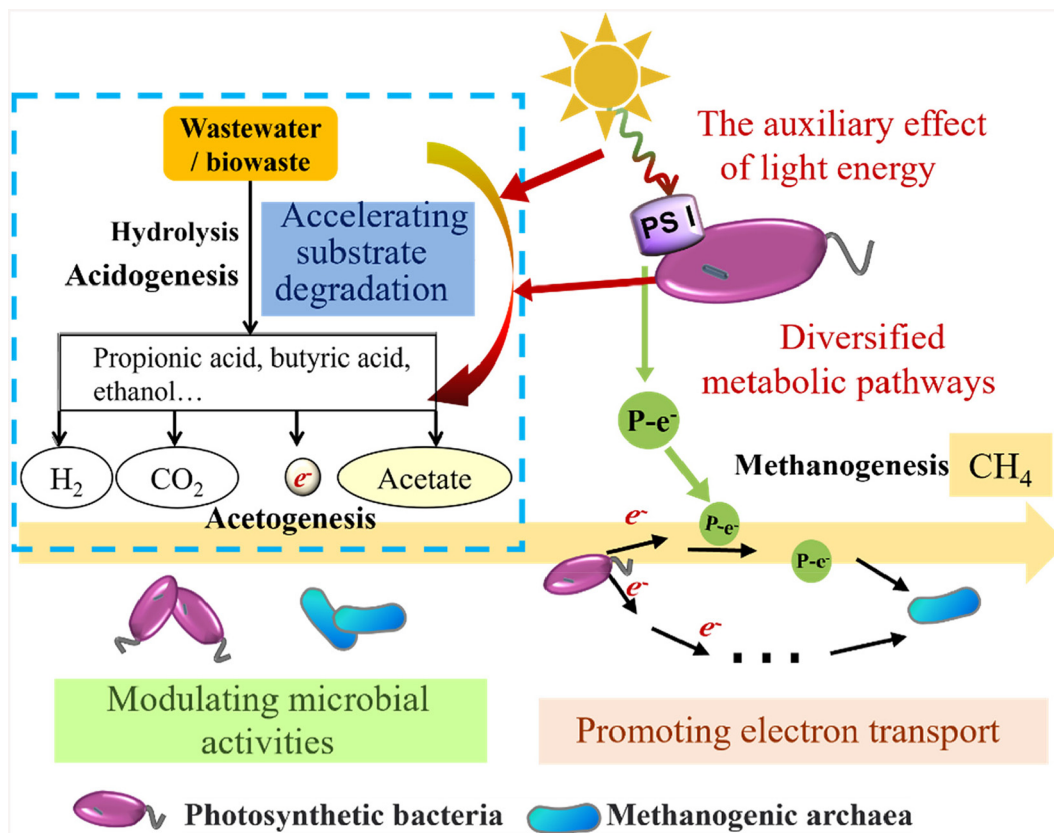 Wastewater
/ biowaste
Hydrolysis
Acidogenesis
Accelerating
substrate
degradation
Propionic acid, butyric acid,
ethanol…
H₂
CO₂
e⁻
Acetate
Acetogenesis
The auxiliary effect
of light energy
PS I
Diversified
metabolic pathways
P-e⁻
Methanogenesis
CH₄
e⁻
P-e⁻
P-e⁻
e⁻
e⁻
...
Modulating microbial
activities
Promoting electron transport
Photosynthetic bacteria
Methanogenic archaea